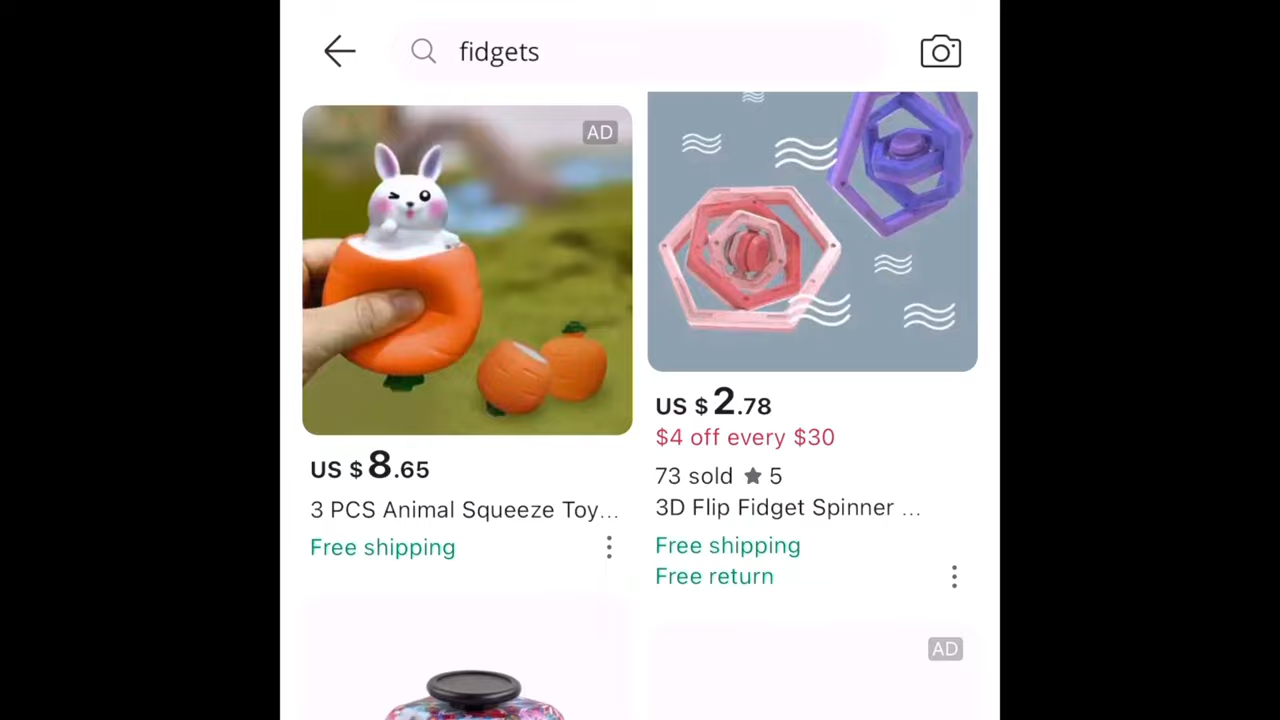 fidgets
AD
US $8.65
3 PCS Animal Squeeze Toy...
Free shipping
US $2.78
$4 off every $30
73 sold ★ 5
3D Flip Fidget Spinner ...
Free shipping
Free return
AD